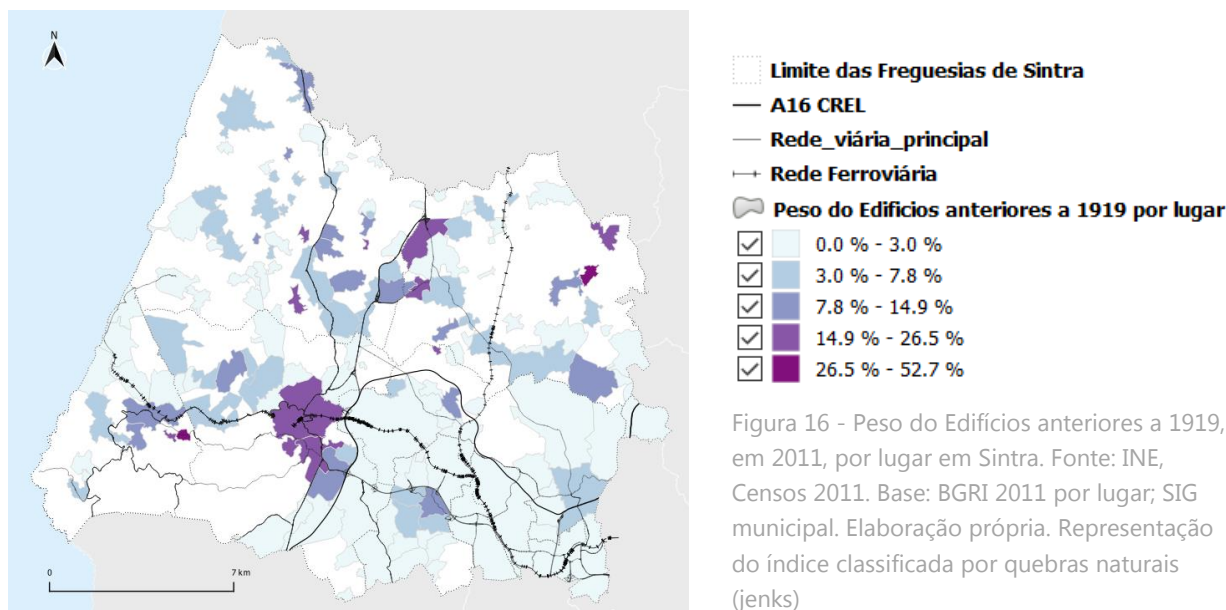 N
0
7 km
Limite das Freguesias de Sintra
A16 CREL
Rede_viária_principal
Rede Ferroviária
Peso do Edificios anteriores a 1919 por lugar
0.0 % - 3.0 %
3.0 % - 7.8 %
7.8 % - 14.9 %
14.9 % - 26.5 %
26.5 % - 52.7 %
Figura 16 - Peso do Edifícios anteriores a 1919,
em 2011, por lugar em Sintra. Fonte: INE,
Censos 2011. Base: BGRI 2011 por lugar; SIG
municipal. Elaboração própria. Representação
do índice classificada por quebras naturais
(jenks)